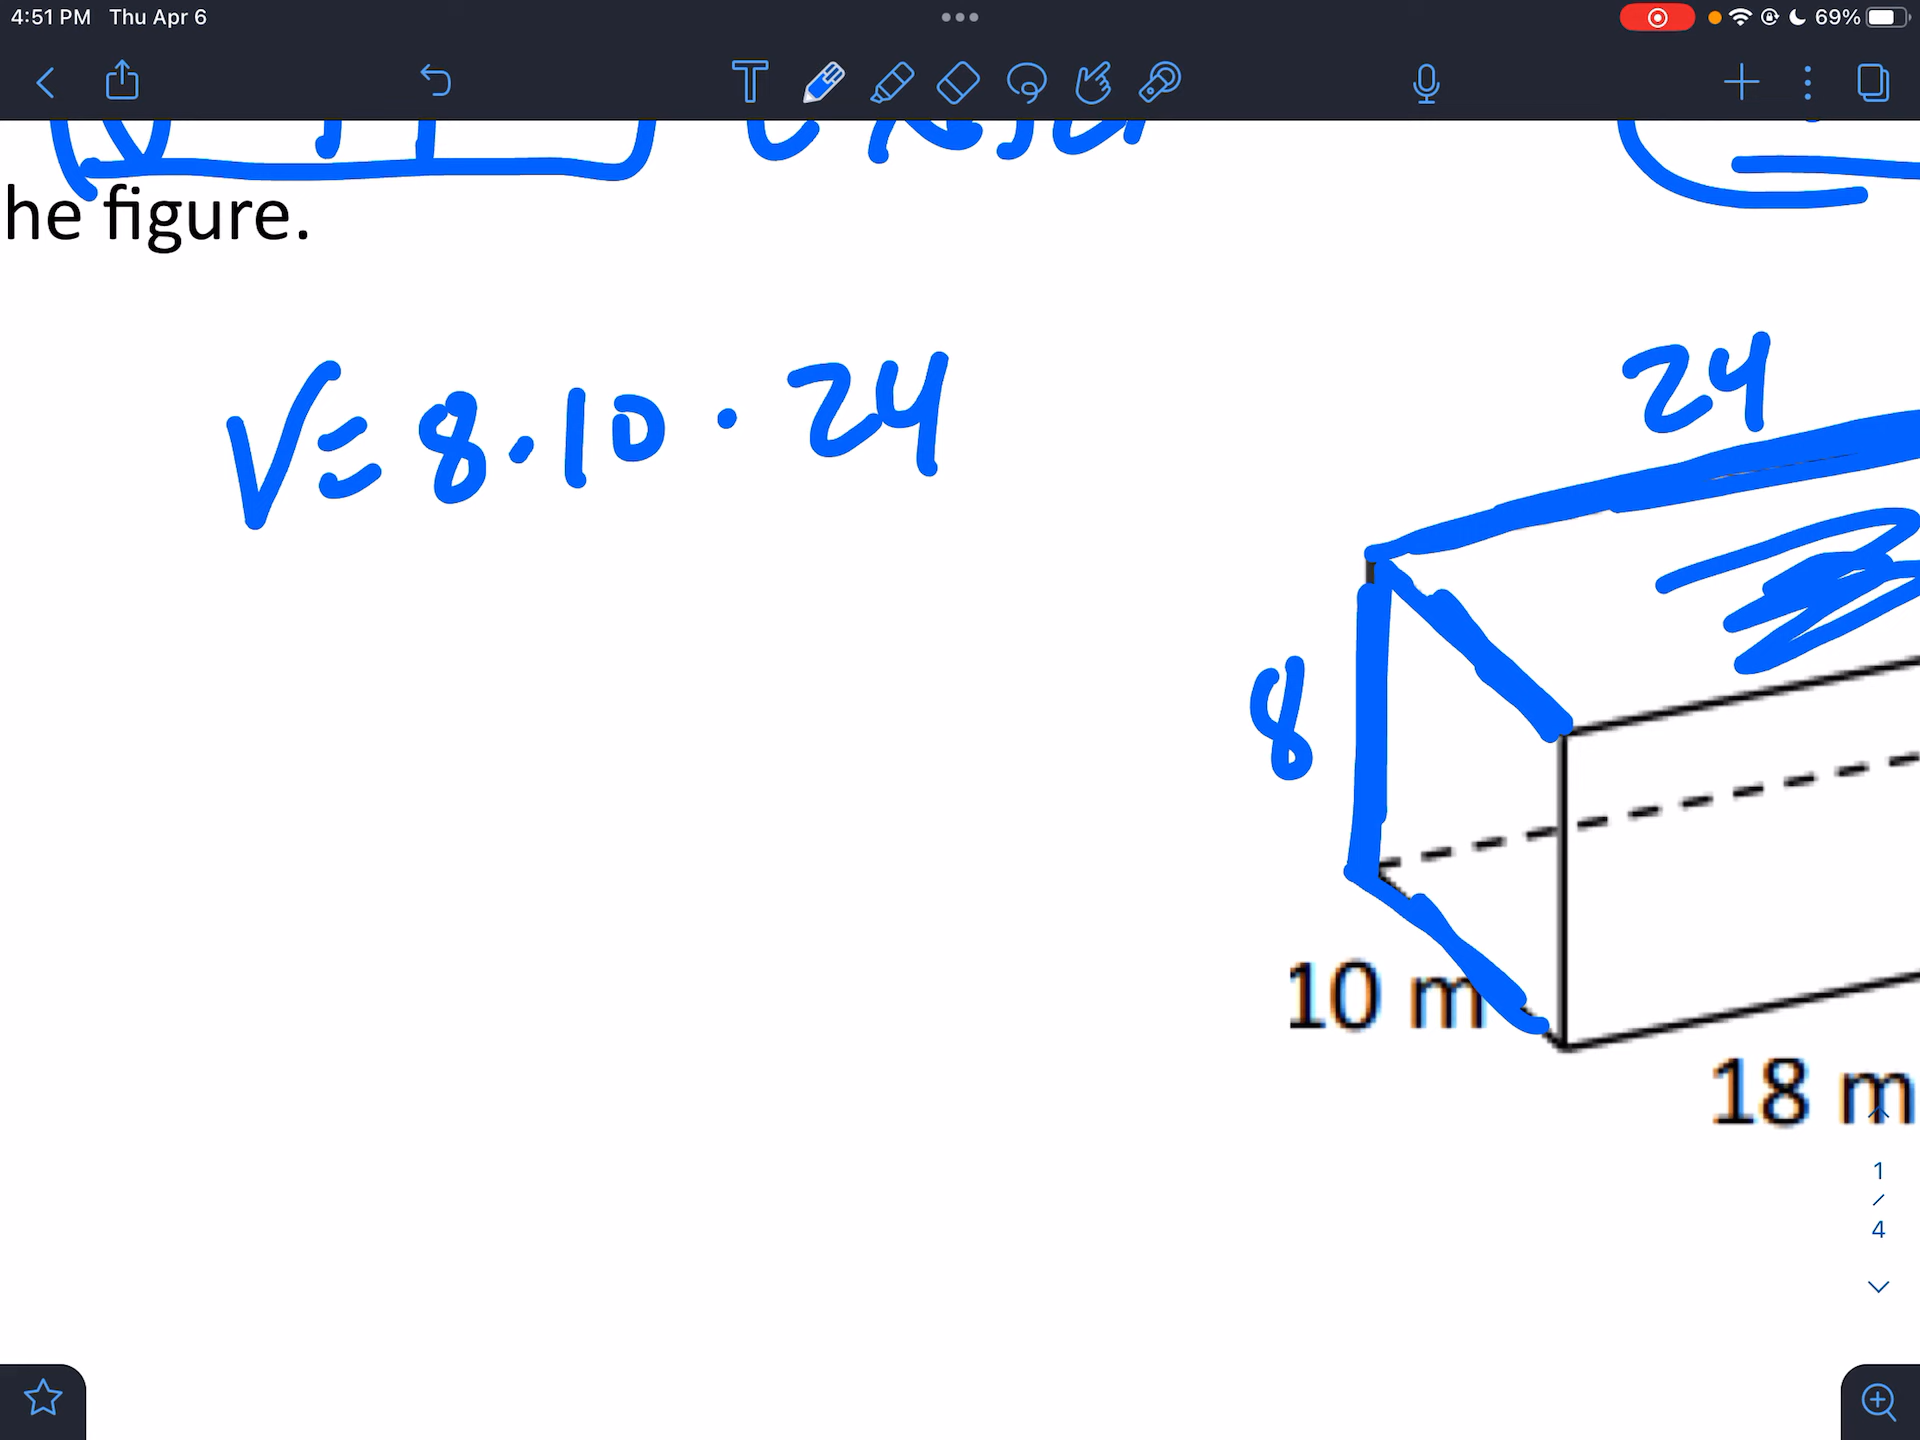 4:51 PM Thu Apr 6
69%
he figure.
V = 8 · 10 · 24
24
8
10 m
18 m
1
/
4